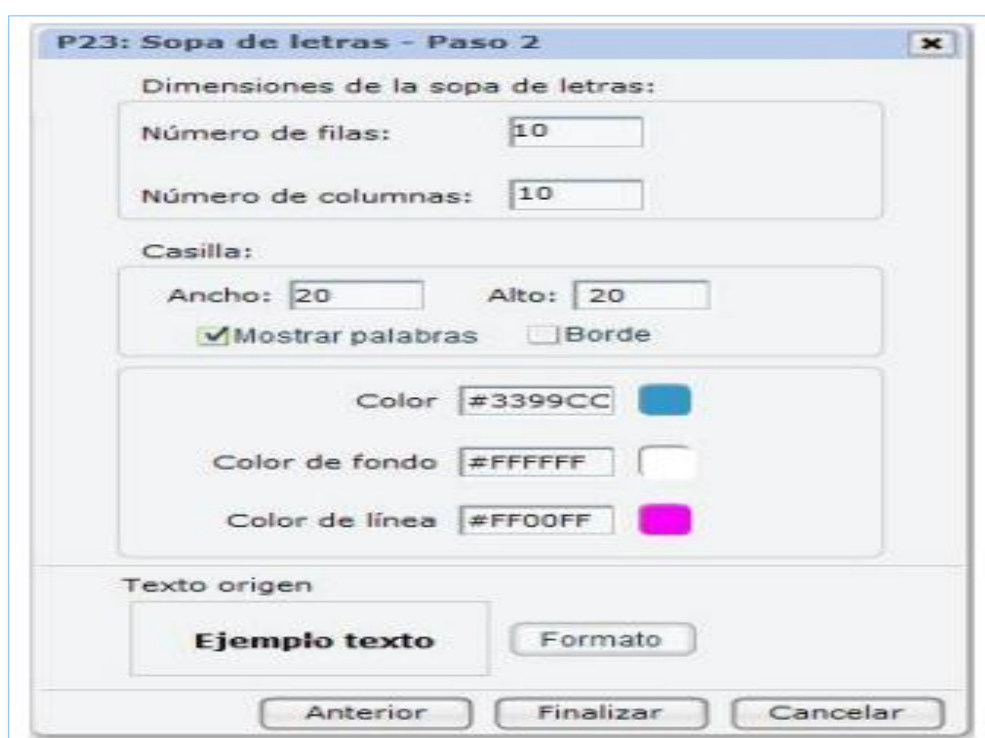 P23: Sopa de letras - Paso 2
Dimensiones de la sopa de letras:
Número de filas: 10
Número de columnas: 10
Casilla:
Ancho: 20 Alto: 20
Mostrar palabras Borde
Color #3399CC
Color de fondo #FFFFFF
Color de línea #FF00FF
Texto origen
Ejemplo texto Formato
Anterior Finalizar Cancelar